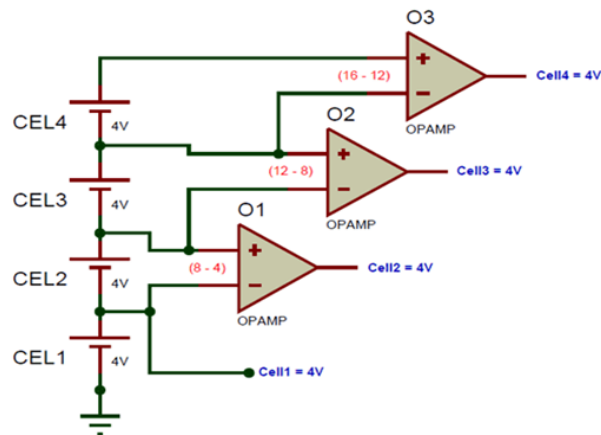 O3
+
(16 - 12)
−
Cell4 = 4V
OPAMP
CEL4
4V
O2
+
(12 - 8)
−
Cell3 = 4V
OPAMP
CEL3
4V
O1
+
(8 - 4)
−
Cell2 = 4V
OPAMP
CEL2
4V
CEL1
4V
Cell1 = 4V